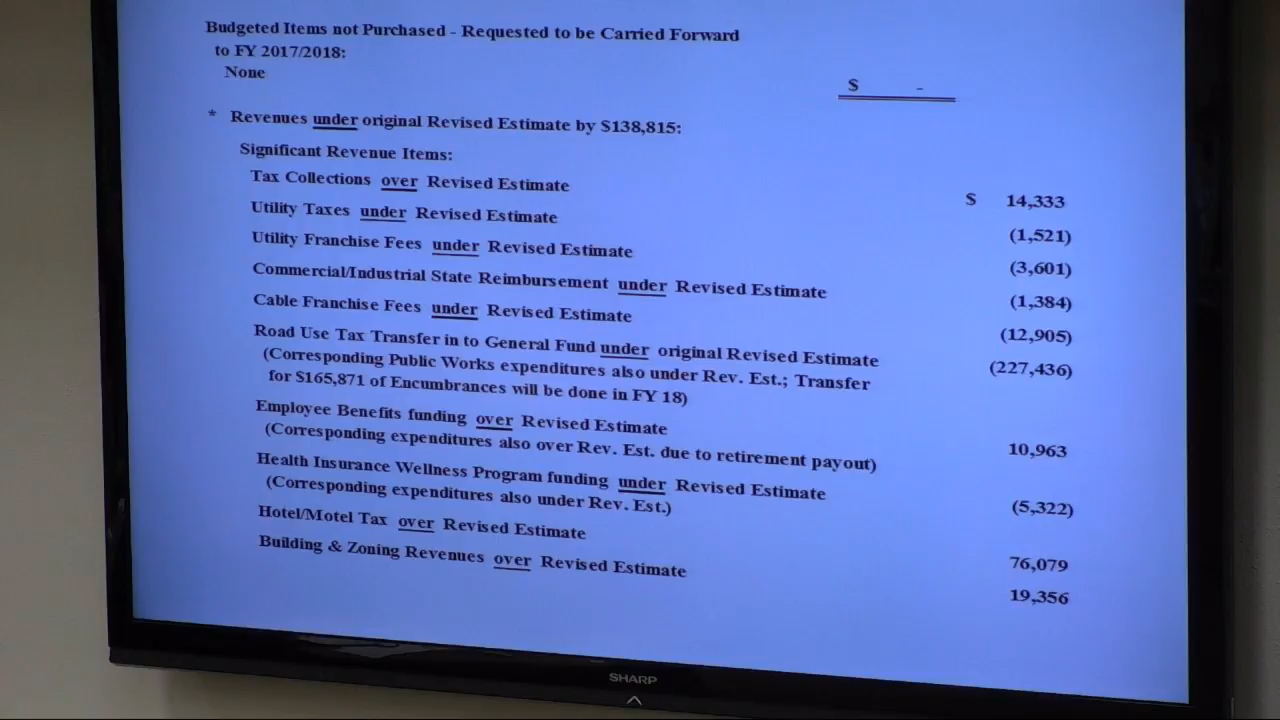 Budgeted Items not Purchased - Requested to be Carried Forward
to FY 2017/2018:
None $ -
* Revenues under original Revised Estimate by $138,815:
Significant Revenue Items:
Tax Collections over Revised Estimate $ 14,333
Utility Taxes under Revised Estimate (1,521)
Utility Franchise Fees under Revised Estimate (3,601)
Commercial/Industrial State Reimbursement under Revised Estimate (1,384)
Cable Franchise Fees under Revised Estimate (12,905)
Road Use Tax Transfer in to General Fund under original Revised Estimate (227,436)
(Corresponding Public Works expenditures also under Rev. Est.; Transfer
for $165,871 of Encumbrances will be done in FY 18)
Employee Benefits funding over Revised Estimate 10,963
(Corresponding expenditures also over Rev. Est. due to retirement payout)
Health Insurance Wellness Program funding under Revised Estimate (5,322)
(Corresponding expenditures also under Rev. Est.)
Hotel/Motel Tax over Revised Estimate 76,079
Building & Zoning Revenues over Revised Estimate 19,356
SHARP